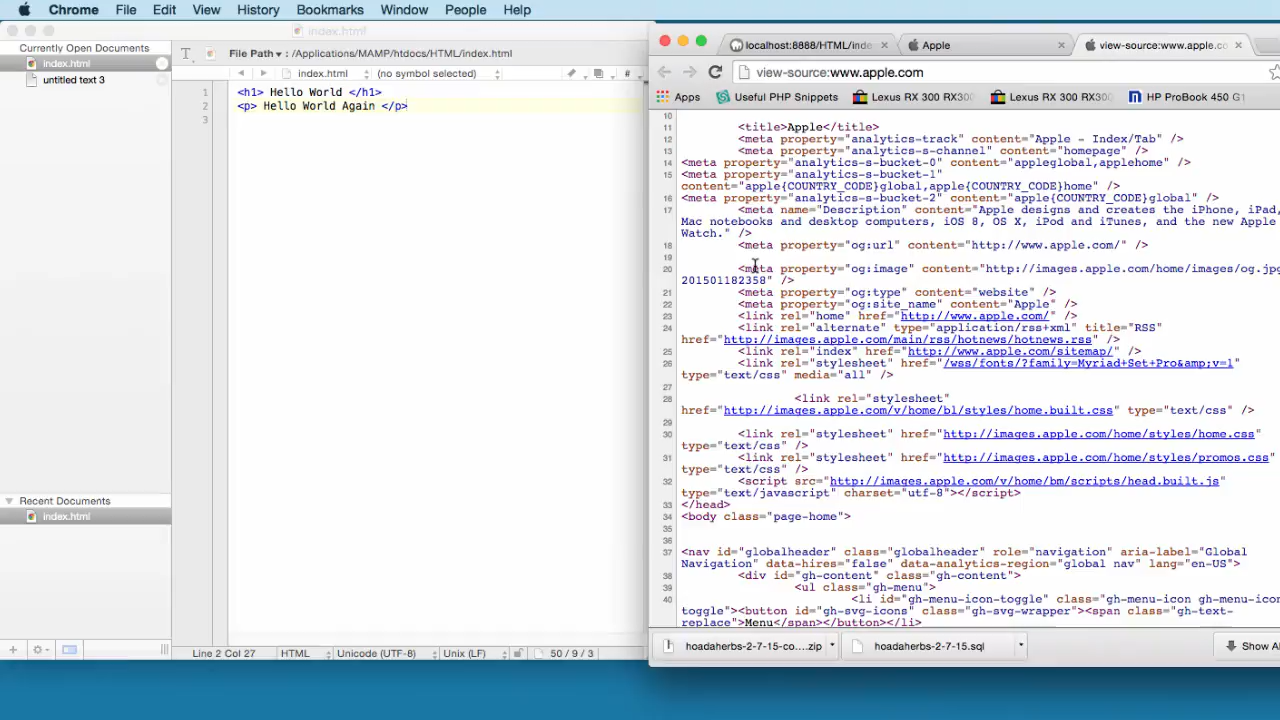 Chrome File Edit View History Bookmarks Window People Help
index.html
Currently Open Documents
index.html
untitled text 3
Recent Documents
index.html
File Path ▾ : /Applications/MAMP/htdocs/HTML/index.html
index.html (no symbol selected) #
1 <h1> Hello World </h1>
2 <p> Hello World Again </p>
3
Line 2 Col 27 HTML Unicode (UTF-8) Unix (LF) 50 / 9 / 3
localhost:8888/HTML/inde Apple view-source:www.apple.co
view-source:www.apple.com
Apps Useful PHP Snippets Lexus RX 300 RX30 Lexus RX 300 RX30 HP ProBook 450 G1
10
11 <title>Apple</title>
12 <meta property="analytics-track" content="Apple - Index/Tab" />
13 <meta property="analytics-s-channel" content="homepage" />
14 <meta property="analytics-s-bucket-0" content="appleglobal,applehome" />
15 <meta property="analytics-s-bucket-1"
content="apple{COUNTRY_CODE}global,apple{COUNTRY_CODE}home" />
16 <meta property="analytics-s-bucket-2" content="apple{COUNTRY_CODE}global" />
17 <meta name="Description" content="Apple designs and creates the iPhone, iPad,
Mac notebooks and desktop computers, iOS 8, OS X, iPod and iTunes, and the new Apple
Watch." />
18 <meta property="og:url" content="http://www.apple.com/" />
19
20 <meta property="og:image" content="http://images.apple.com/home/images/og.jpg
201501182358" />
21 <meta property="og:type" content="website" />
22 <meta property="og:site_name" content="Apple" />
23 <link rel="home" href="http://www.apple.com/" />
24 <link rel="alternate" type="application/rss+xml" title="RSS"
href="http://images.apple.com/main/rss/hotnews/hotnews.rss" />
25 <link rel="index" href="http://www.apple.com/sitemap/" />
26 <link rel="stylesheet" href="/wss/fonts/?family=Myriad+Set+Pro&amp;v=1"
type="text/css" media="all" />
27
28 <link rel="stylesheet"
href="http://images.apple.com/v/home/bl/styles/home.built.css" type="text/css" />
29
30 <link rel="stylesheet" href="http://images.apple.com/home/styles/home.css"
type="text/css" />
31 <link rel="stylesheet" href="http://images.apple.com/home/styles/promos.css"
type="text/css" />
32 <script src="http://images.apple.com/v/home/bm/scripts/head.built.js"
type="text/javascript" charset="utf-8"></script>
33 </head>
34 <body class="page-home">
35
36
37 <nav id="globalheader" class="globalheader" role="navigation" aria-label="Global
Navigation" data-hires="false" data-analytics-region="global nav" lang="en-US">
38 <div id="gh-content" class="gh-content">
39 <ul class="gh-menu">
40 <li id="gh-menu-icon-toggle" class="gh-menu-icon gh-menu-icon-
toggle"><button id="gh-svg-icons" class="gh-svg-wrapper"><span class="gh-text-
replace">Menu</span></button></li>
hoadaherbs-2-7-15-co....zip hoadaherbs-2-7-15.sql Show Al